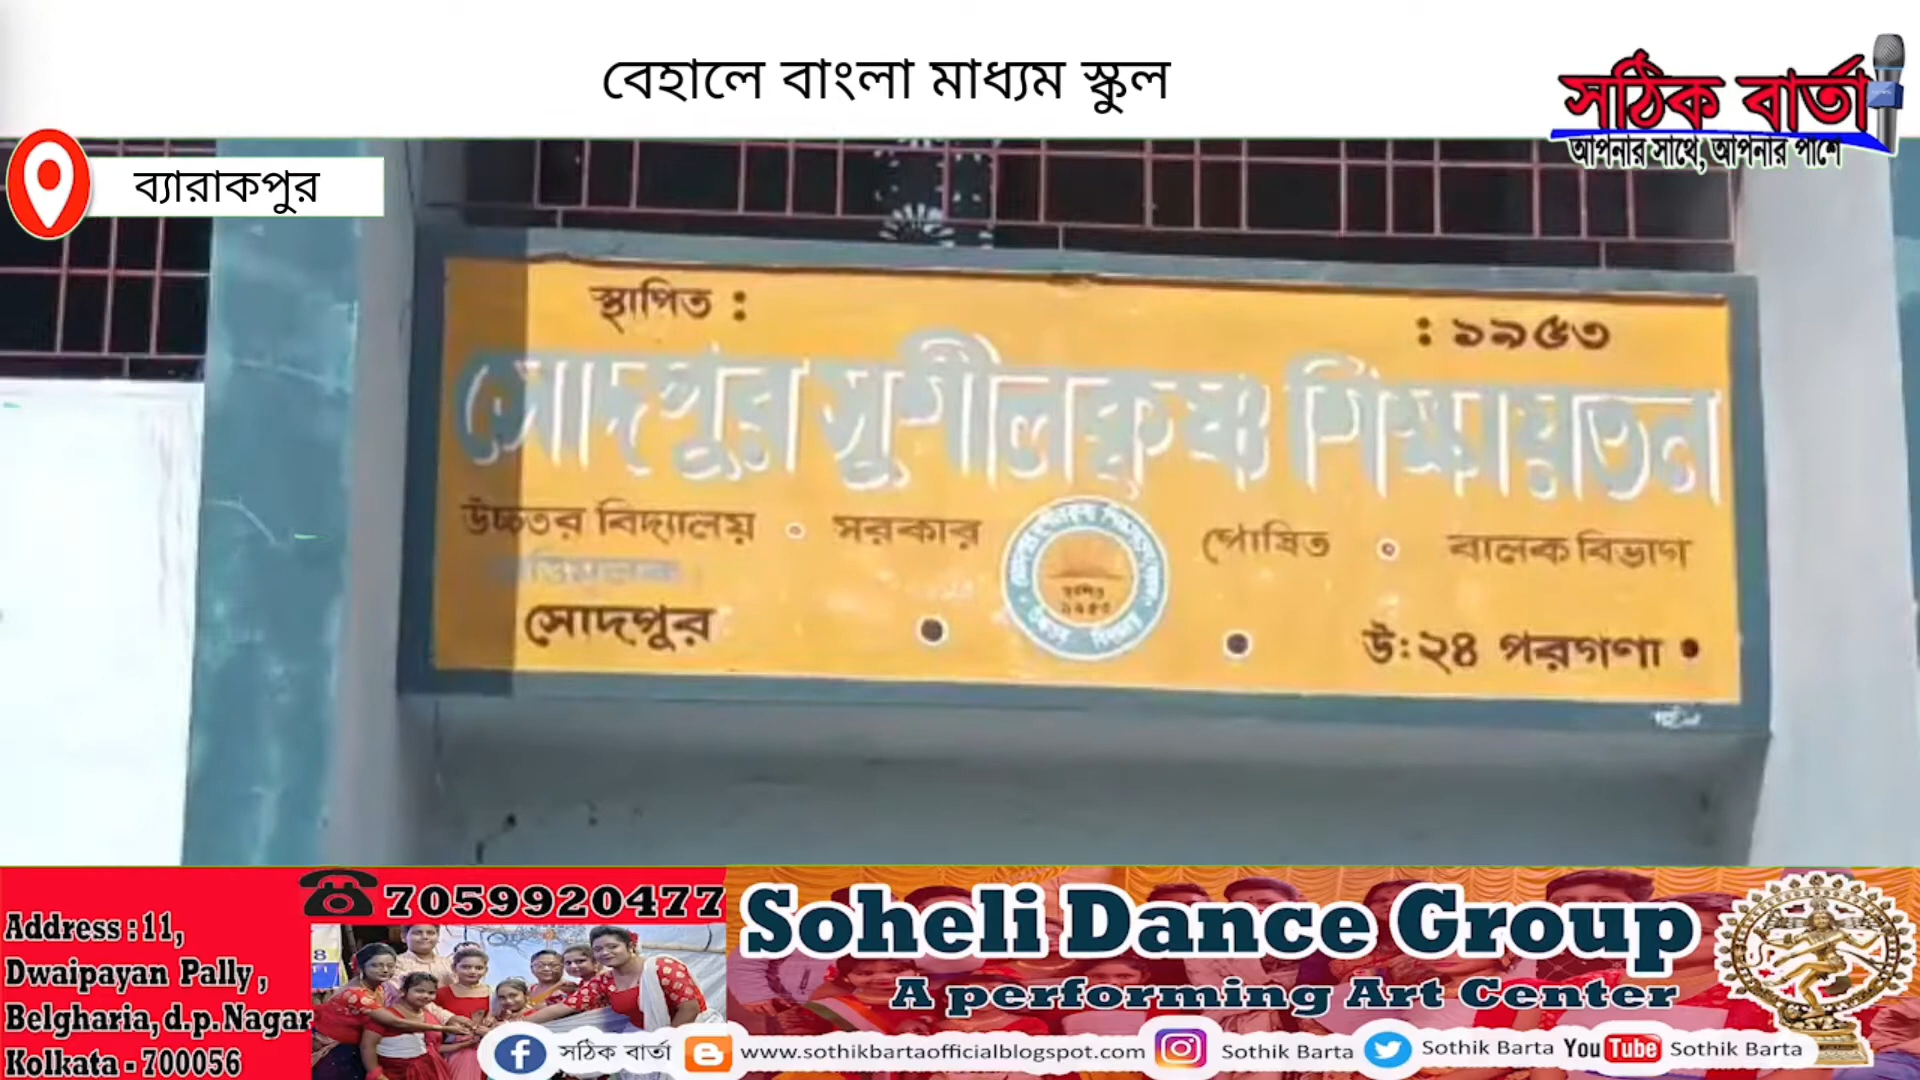 বেহালে বাংলা মাধ্যম স্কুল
সঠিক বার্তা
আপনার সাথে, আপনার পাশে
ব্যারাকপুর
স্থাপিত : : ১৯৫৩
সোদপুর সুশীলকৃষ্ণ শিক্ষায়তন
উচ্চতর বিদ্যালয় • সরকার পোষিত • বালক বিভাগ
সোদপুর • • উ:২৪ পরগণা •
7059920477
Address : 11,
Dwaipayan Pally,
Belgharia, d.p.Nagar
Kolkata - 700056
Soheli Dance Group
A performing Art Center
সঠিক বার্তা www.sothikbartaofficialblogspot.com Sothik Barta Sothik Barta YouTube Sothik Barta